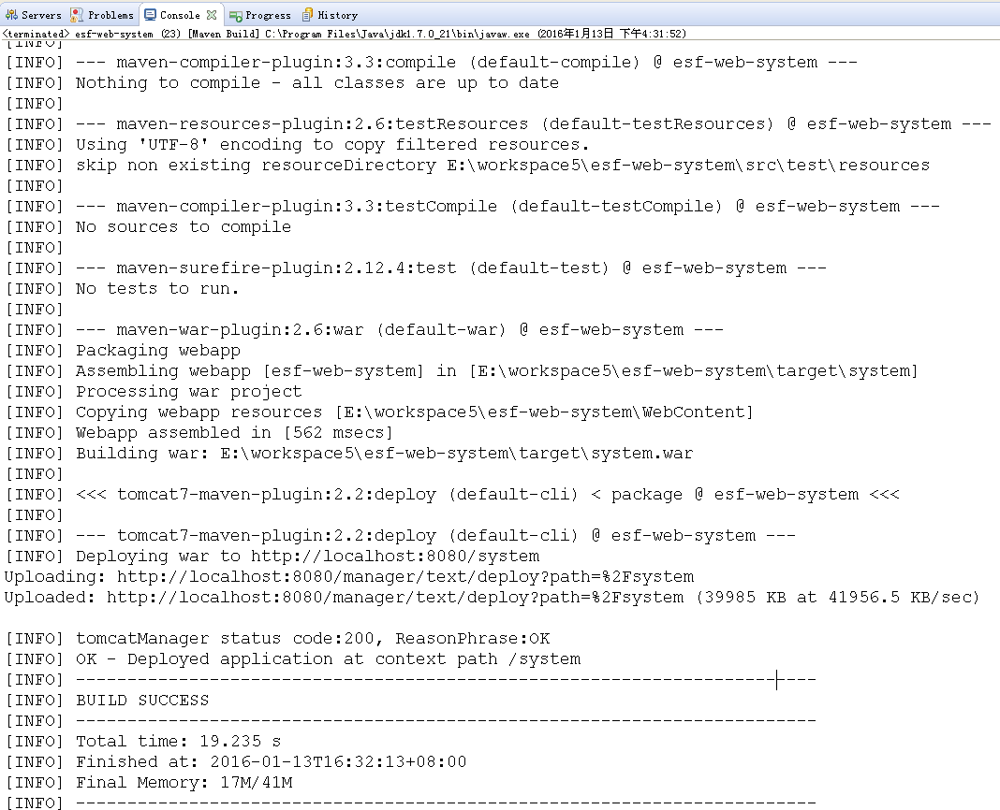 Servers Problems Console Progress History
<terminated> esf-web-system (23) [Maven Build] C:\Program Files\Java\jdk1.7.0_21\bin\javaw.exe (2016年1月13日 下午4:31:52)
[INFO]
[INFO] --- maven-compiler-plugin:3.3:compile (default-compile) @ esf-web-system ---
[INFO] Nothing to compile - all classes are up to date
[INFO]
[INFO] --- maven-resources-plugin:2.6:testResources (default-testResources) @ esf-web-system ---
[INFO] Using 'UTF-8' encoding to copy filtered resources.
[INFO] skip non existing resourceDirectory E:\workspace5\esf-web-system\src\test\resources
[INFO]
[INFO] --- maven-compiler-plugin:3.3:testCompile (default-testCompile) @ esf-web-system ---
[INFO] No sources to compile
[INFO]
[INFO] --- maven-surefire-plugin:2.12.4:test (default-test) @ esf-web-system ---
[INFO] No tests to run.
[INFO]
[INFO] --- maven-war-plugin:2.6:war (default-war) @ esf-web-system ---
[INFO] Packaging webapp
[INFO] Assembling webapp [esf-web-system] in [E:\workspace5\esf-web-system\target\system]
[INFO] Processing war project
[INFO] Copying webapp resources [E:\workspace5\esf-web-system\WebContent]
[INFO] Webapp assembled in [562 msecs]
[INFO] Building war: E:\workspace5\esf-web-system\target\system.war
[INFO]
[INFO] <<< tomcat7-maven-plugin:2.2:deploy (default-cli) < package @ esf-web-system <<<
[INFO]
[INFO] --- tomcat7-maven-plugin:2.2:deploy (default-cli) @ esf-web-system ---
[INFO] Deploying war to http://localhost:8080/system
Uploading: http://localhost:8080/manager/text/deploy?path=%2Fsystem
Uploaded: http://localhost:8080/manager/text/deploy?path=%2Fsystem (39985 KB at 41956.5 KB/sec)
[INFO] tomcatManager status code:200, ReasonPhrase:OK
[INFO] OK - Deployed application at context path /system
[INFO] ------------------------------------------------------------------------
[INFO] BUILD SUCCESS
[INFO] ------------------------------------------------------------------------
[INFO] Total time: 19.235 s
[INFO] Finished at: 2016-01-13T16:32:13+08:00
[INFO] Final Memory: 17M/41M
[INFO] ------------------------------------------------------------------------